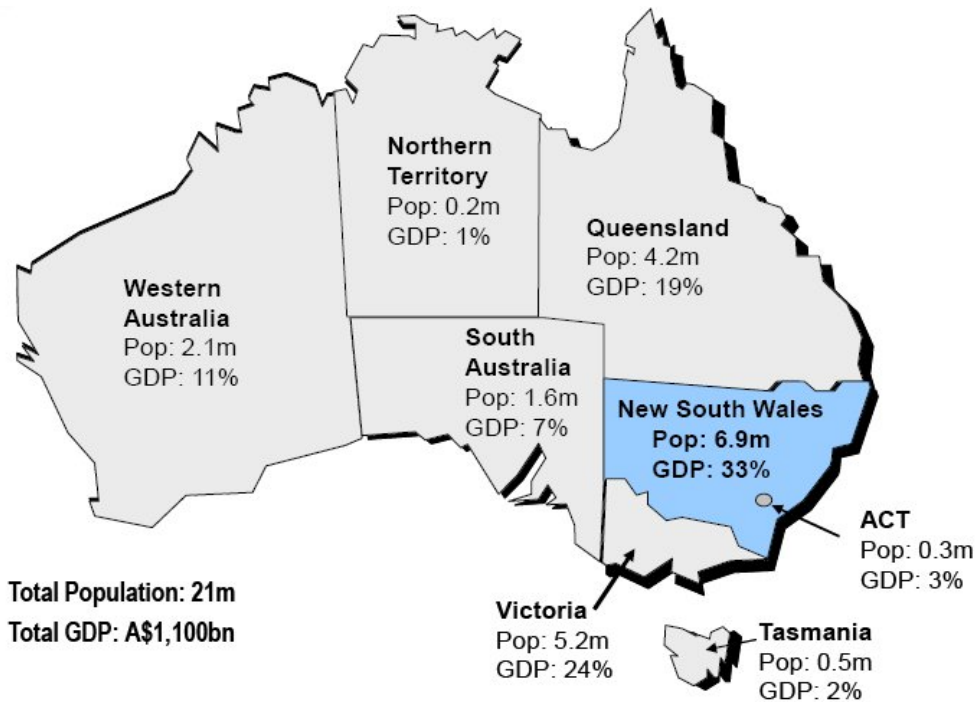 Northern
Territory
Pop: 0.2m
GDP: 1%
Queensland
Pop: 4.2m
GDP: 19%
Western
Australia
Pop: 2.1m
GDP: 11%
South
Australia
Pop: 1.6m
GDP: 7%
New South Wales
Pop: 6.9m
GDP: 33%
ACT
Pop: 0.3m
GDP: 3%
Total Population: 21m
Total GDP: A$1,100bn
Victoria
Pop: 5.2m
GDP: 24%
Tasmania
Pop: 0.5m
GDP: 2%